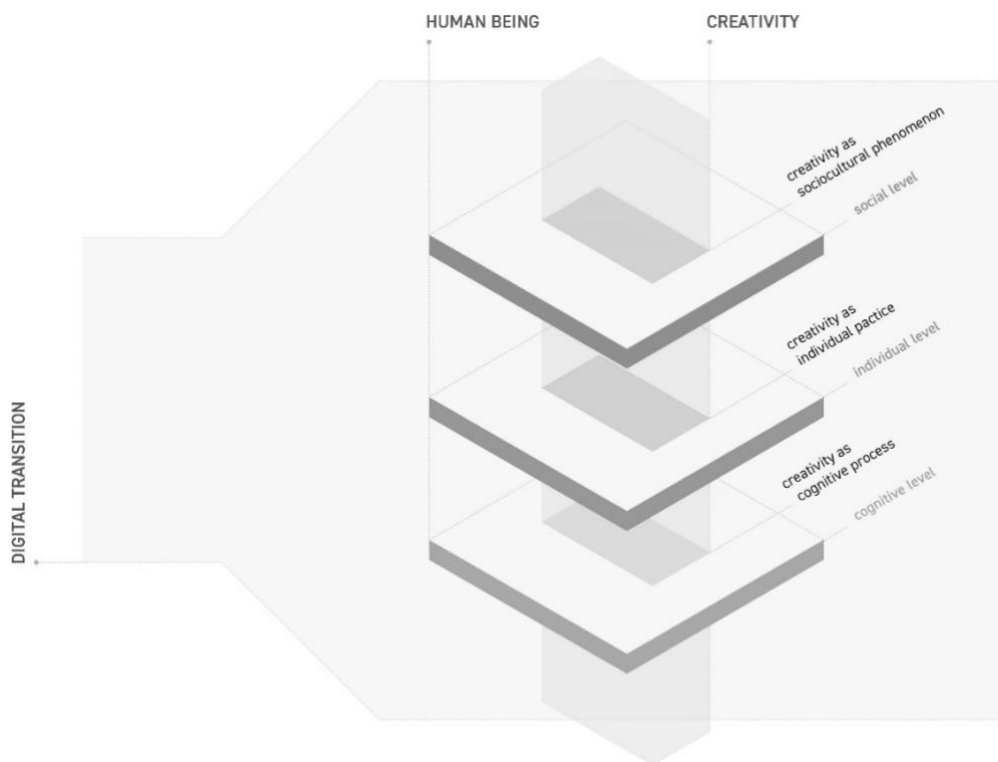 HUMAN BEING
CREATIVITY
creativity as
sociocultural phenomenon
social level
creativity as
individual pactice
individual level
creativity as
cognitive process
cognitive level
DIGITAL TRANSITION